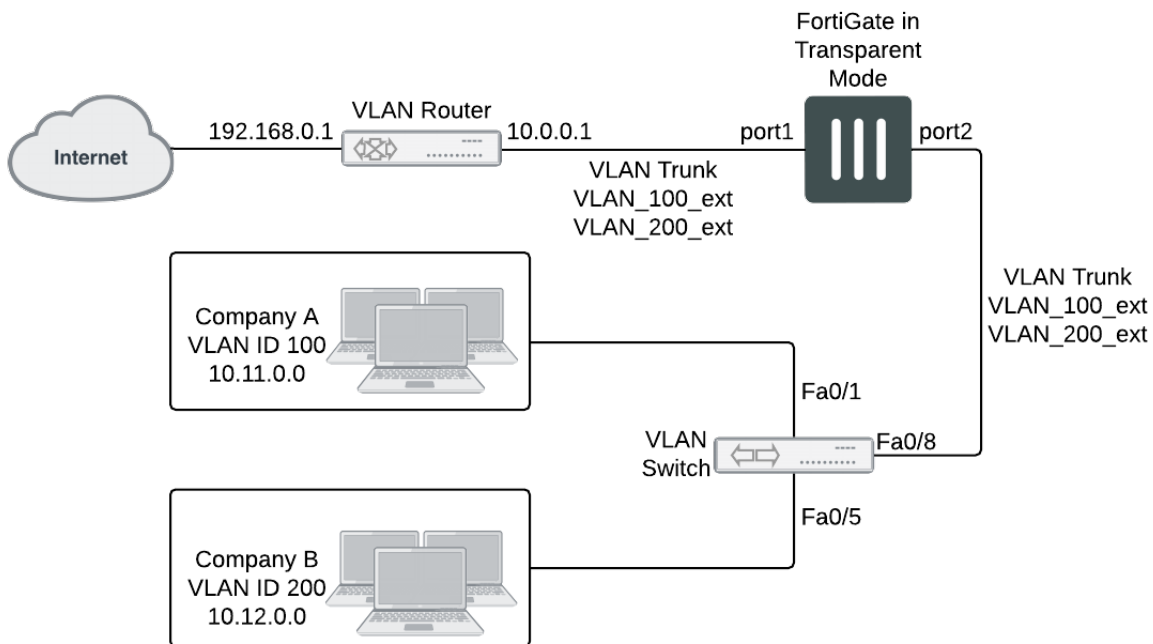 FortiGate in
Transparent
Mode
VLAN Router
192.168.0.1
10.0.0.1
port1
port2
Internet
VLAN Trunk
VLAN_100_ext
VLAN_200_ext
VLAN Trunk
VLAN_100_ext
VLAN_200_ext
Company A
VLAN ID 100
10.11.0.0
Fa0/1
VLAN
Switch
Fa0/8
Fa0/5
Company B
VLAN ID 200
10.12.0.0